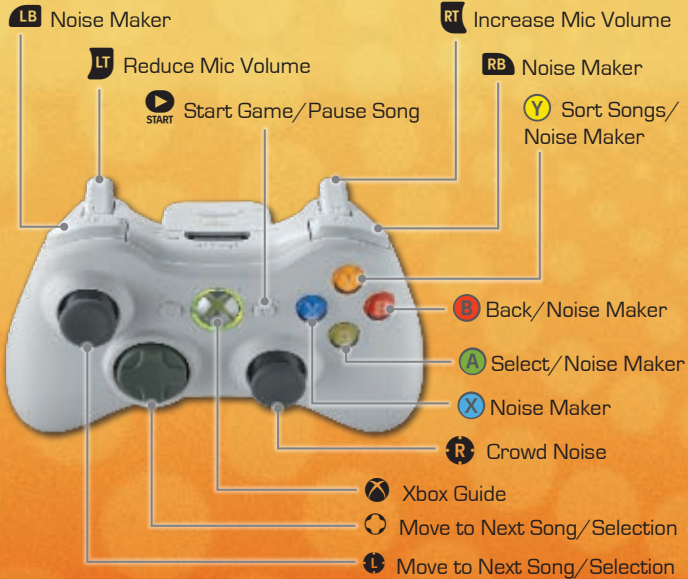 LB Noise Maker
RT Increase Mic Volume
LT Reduce Mic Volume
RB Noise Maker
START Start Game/Pause Song
Y Sort Songs/
Noise Maker
Y
X
B
B Back/Noise Maker
A Select/Noise Maker
X Noise Maker
R Crowd Noise
Xbox Guide
Move to Next Song/Selection
L Move to Next Song/Selection